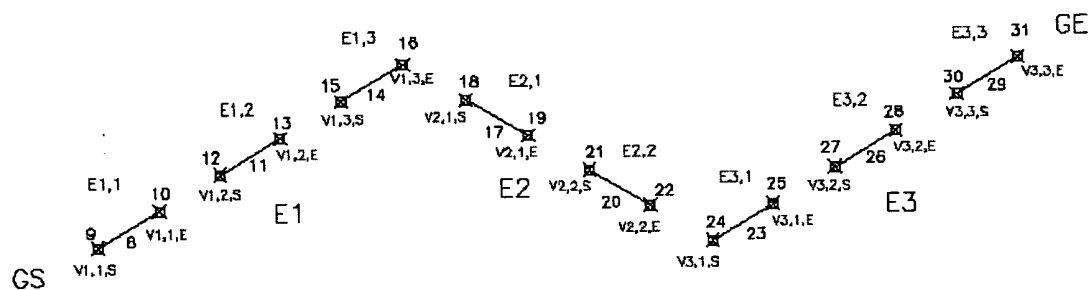 GS
E1,1
9
10
8
V1,1,S
V1,1,E
E1
E1,2
12
13
11
V1,2,S
V1,2,E
E1,3
15
16
14
V1,3,S
V1,3,E
E2
E2,1
18
19
17
V2,1,S
V2,1,E
E2,2
21
22
20
V2,2,S
V2,2,E
E3
E3,1
24
25
23
V3,1,S
V3,1,E
E3,2
27
28
26
V3,2,S
V3,2,E
E3,3
30
31
29
V3,3,S
V3,3,E
GE